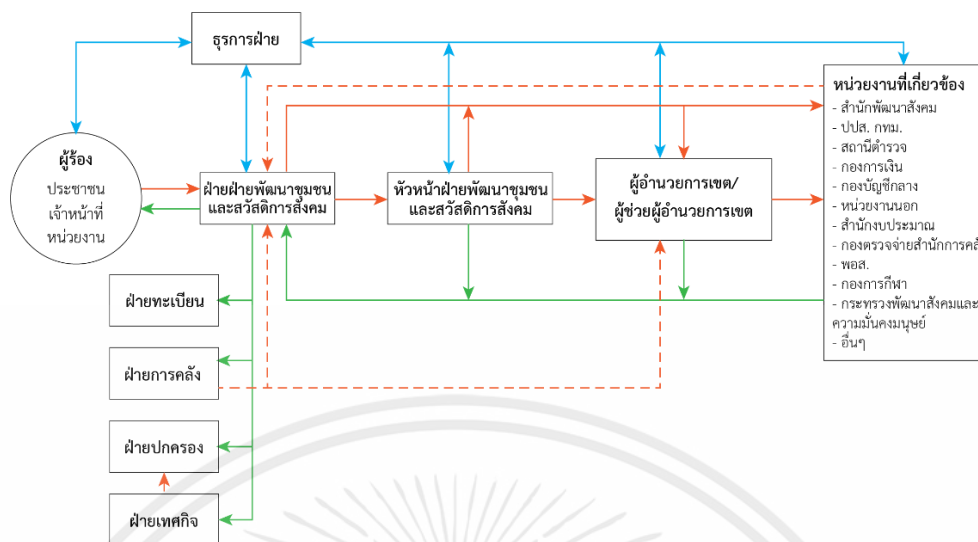 ธุรการฝ่าย
ผู้ร้อง
ประชาชน
เจ้าหน้าที่
หน่วยงาน
ฝ่ายฝ่ายพัฒนาชุมชน
และสวัสดิการสังคม
หัวหน้าฝ่ายพัฒนาชุมชน
และสวัสดิการสังคม
ผู้อำนวยการเขต/
ผู้ช่วยผู้อำนวยการเขต
หน่วยงานที่เกี่ยวข้อง
- สำนักพัฒนาสังคม
- ปปส. กทม.
- สถานีตำรวจ
- กองการเงิน
- กองบัญชีกลาง
- หน่วยงานนอก
- สำนักงบประมาณ
- กองตรวจจ่ายสำนักการคลั
- พอส.
- กองการกีฬา
- กระทรวงพัฒนาสังคมและ
ความมั่นคงมนุษย์
- อื่นๆ
ฝ่ายทะเบียน
ฝ่ายการคลัง
ฝ่ายปกครอง
ฝ่ายเทศกิจ